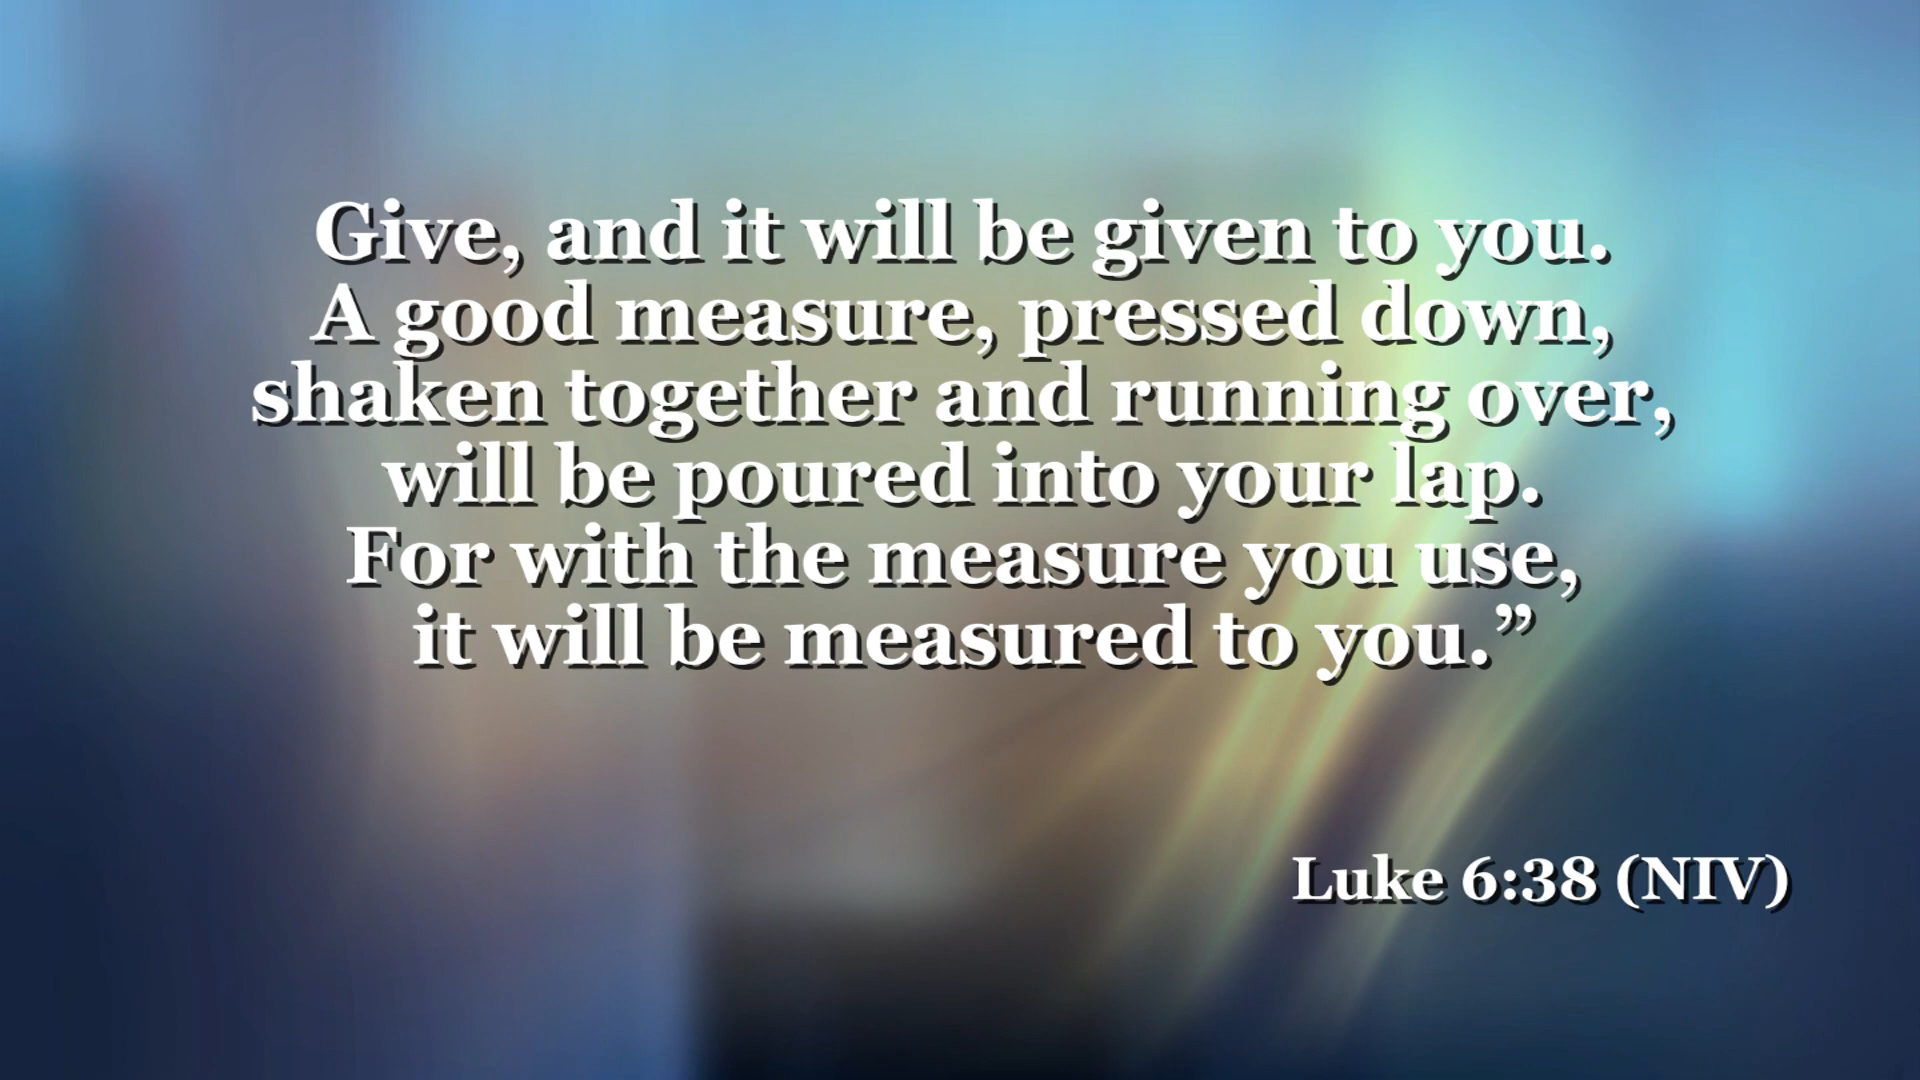 Give, and it will be given to you.
A good measure, pressed down,
shaken together and running over,
will be poured into your lap.
For with the measure you use,
it will be measured to you.”
Luke 6:38 (NIV)